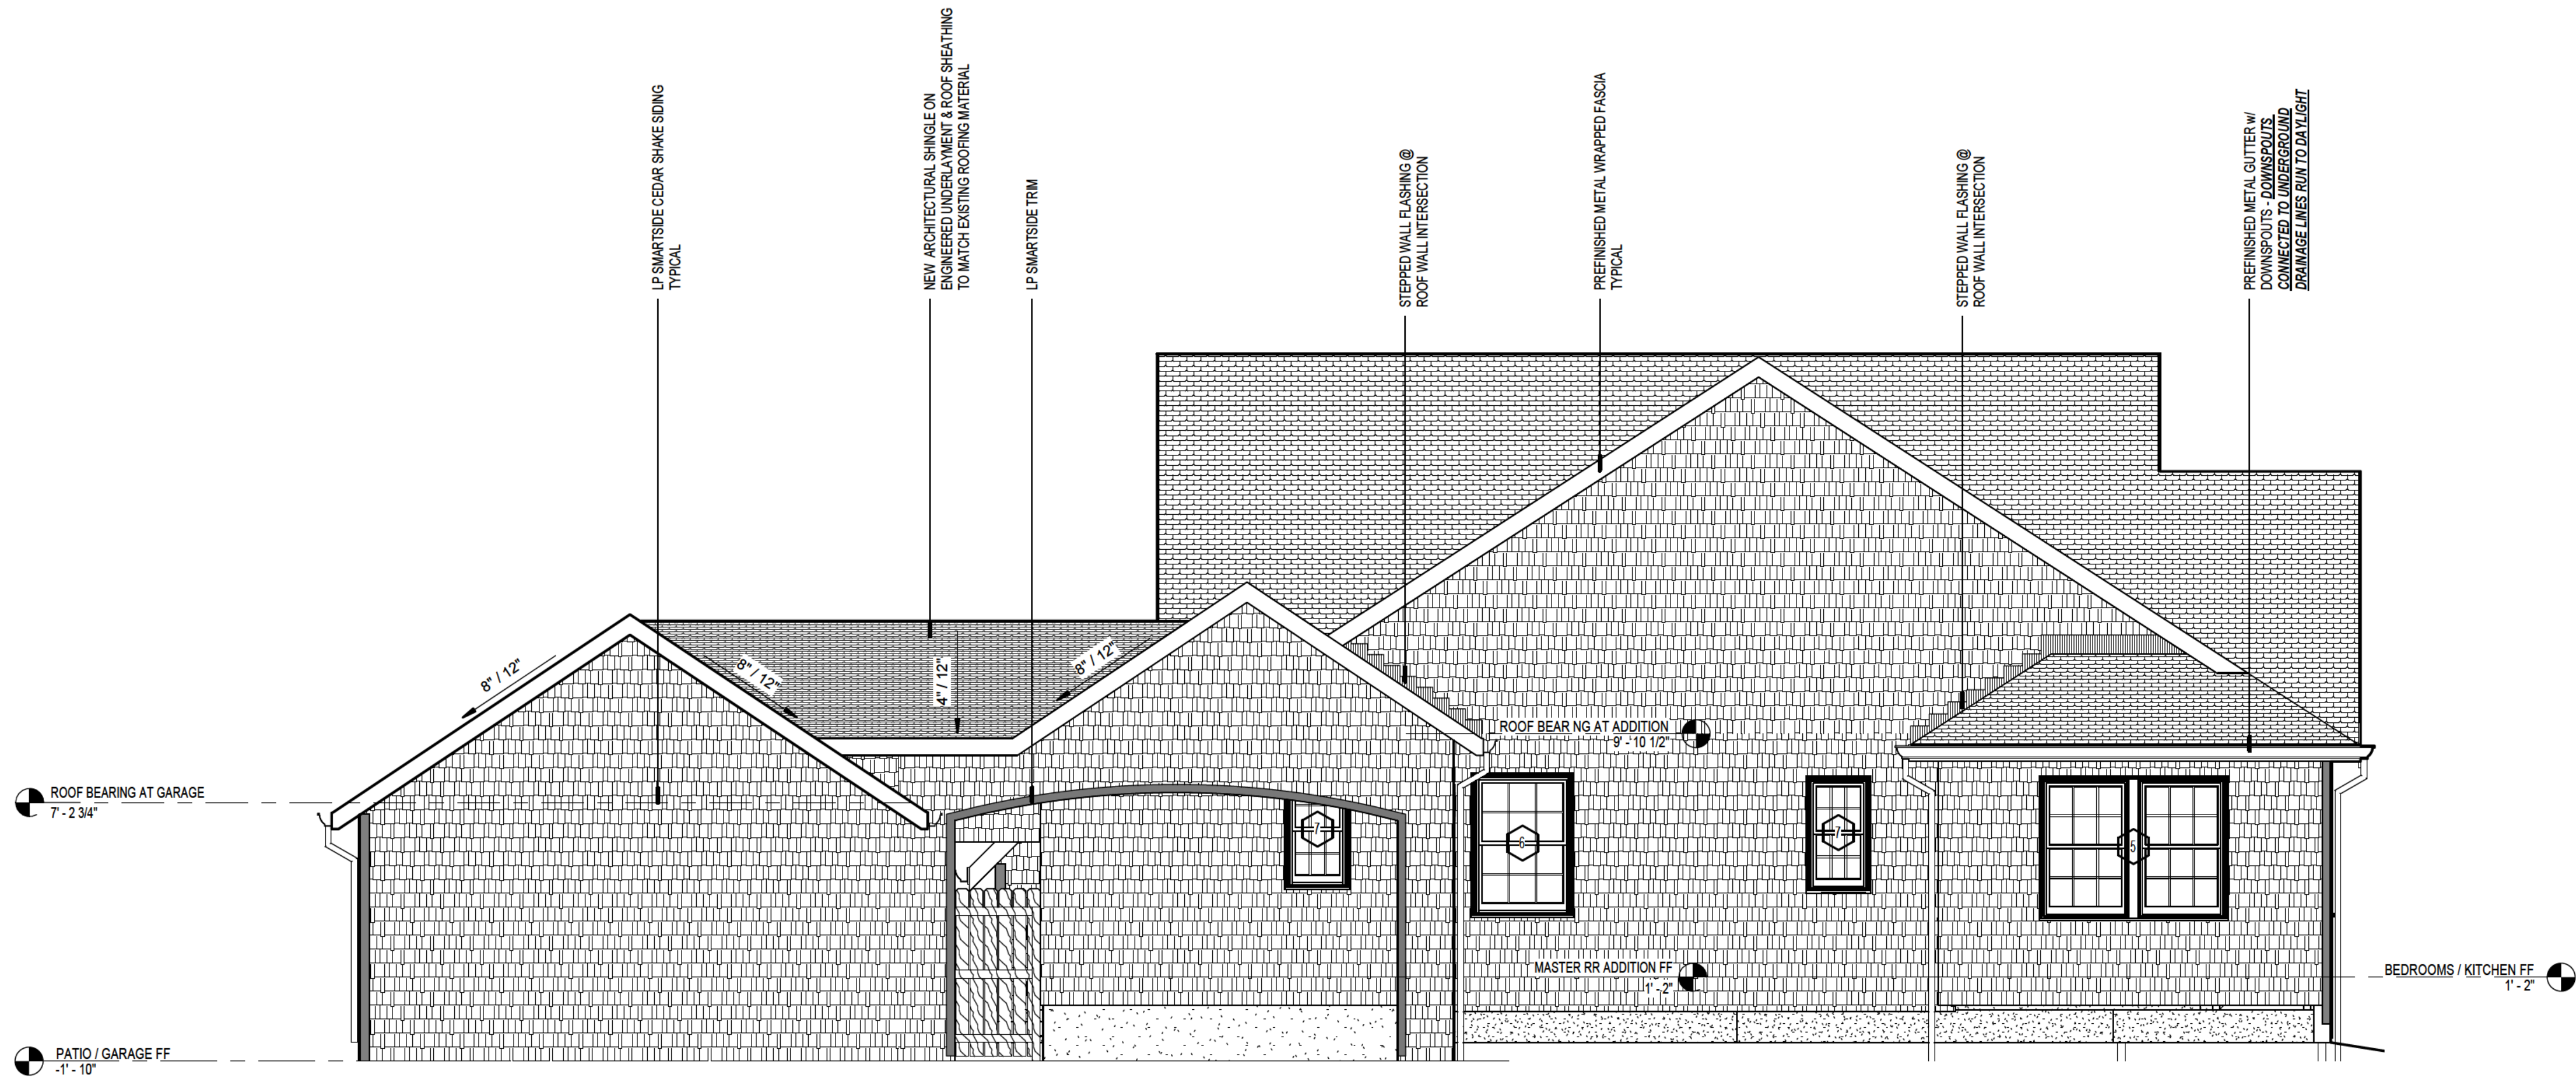 LP SMARTSIDE CEDAR SHAKE SIDING
TYPICAL
NEW ARCHITECTURAL SHINGLE ON
ENGINEERED UNDERLAYMENT & ROOF SHEATHING
TO MATCH EXISTING ROOFING MATERIAL
LP SMARTSIDE TRIM
STEPPED WALL FLASHING @
ROOF WALL INTERSECTION
PREFINISHED METAL WRAPPED FASCIA
TYPICAL
STEPPED WALL FLASHING @
ROOF WALL INTERSECTION
PREFINISHED METAL GUTTER w/
DOWNSPOUTS - DOWNSPOUTS
CONNECTED TO UNDERGROUND
DRAINAGE LINES RUN TO DAYLIGHT
8" / 12"
8" / 12"
4" / 12"
8" / 12"
ROOF BEAR NG AT ADDITION
9' - 10 1/2"
ROOF BEARING AT GARAGE
7' - 2 3/4"
7
6
7
5
MASTER RR ADDITION FF
1' - 2"
BEDROOMS / KITCHEN FF
1' - 2"
PATIO / GARAGE FF
-1' - 10"